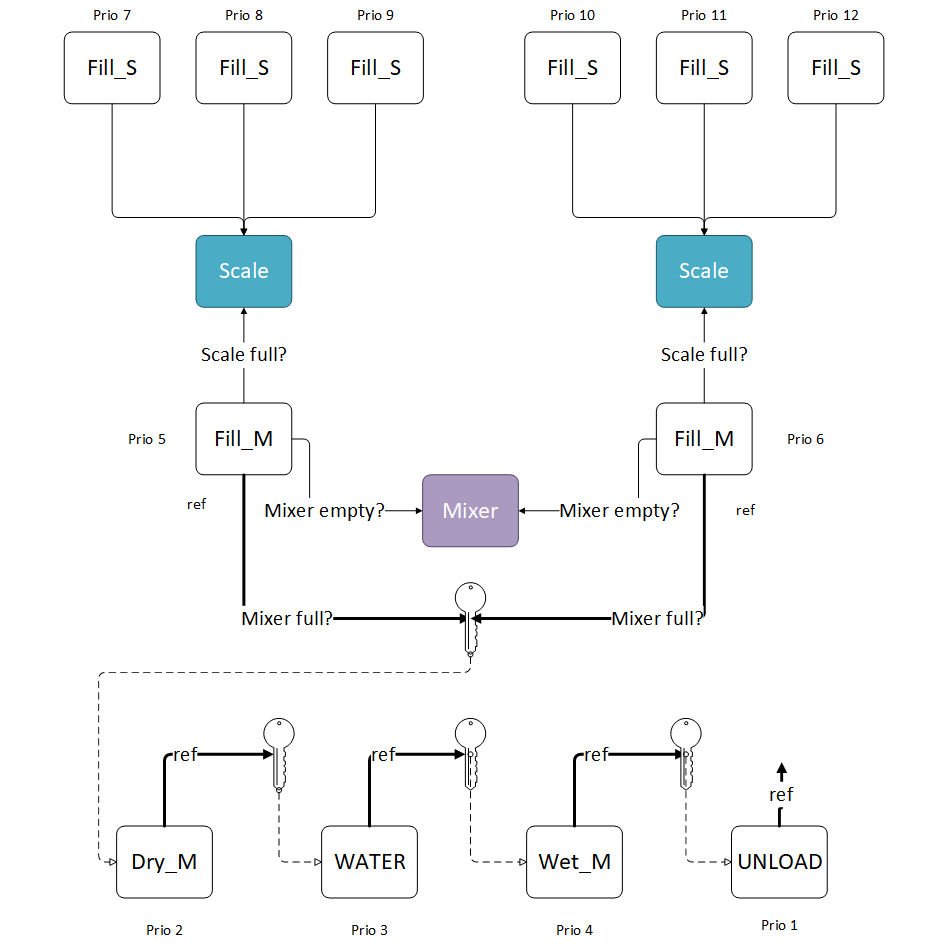 Prio 7
Prio 8
Prio 9
Prio 10
Prio 11
Prio 12
Fill_S
Fill_S
Fill_S
Fill_S
Fill_S
Fill_S
Scale
Scale
Scale full?
Scale full?
Prio 5
Fill_M
Fill_M
Prio 6
ref
Mixer empty?
Mixer
Mixer empty?
ref
Mixer full?
Mixer full?
ref
ref
ref
ref
Dry_M
WATER
Wet_M
UNLOAD
Prio 2
Prio 3
Prio 4
Prio 1